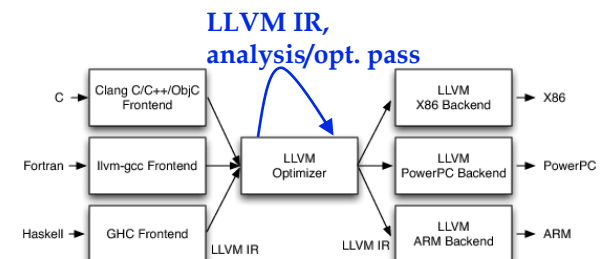 LLVM IR,
analysis/opt. pass
C
Clang C/C++/ObjC
Frontend
LLVM
X86 Backend
X86
Fortran
llvm-gcc Frontend
LLVM
Optimizer
LLVM
PowerPC Backend
PowerPC
Haskell
GHC Frontend
LLVM IR
LLVM IR
LLVM
ARM Backend
ARM